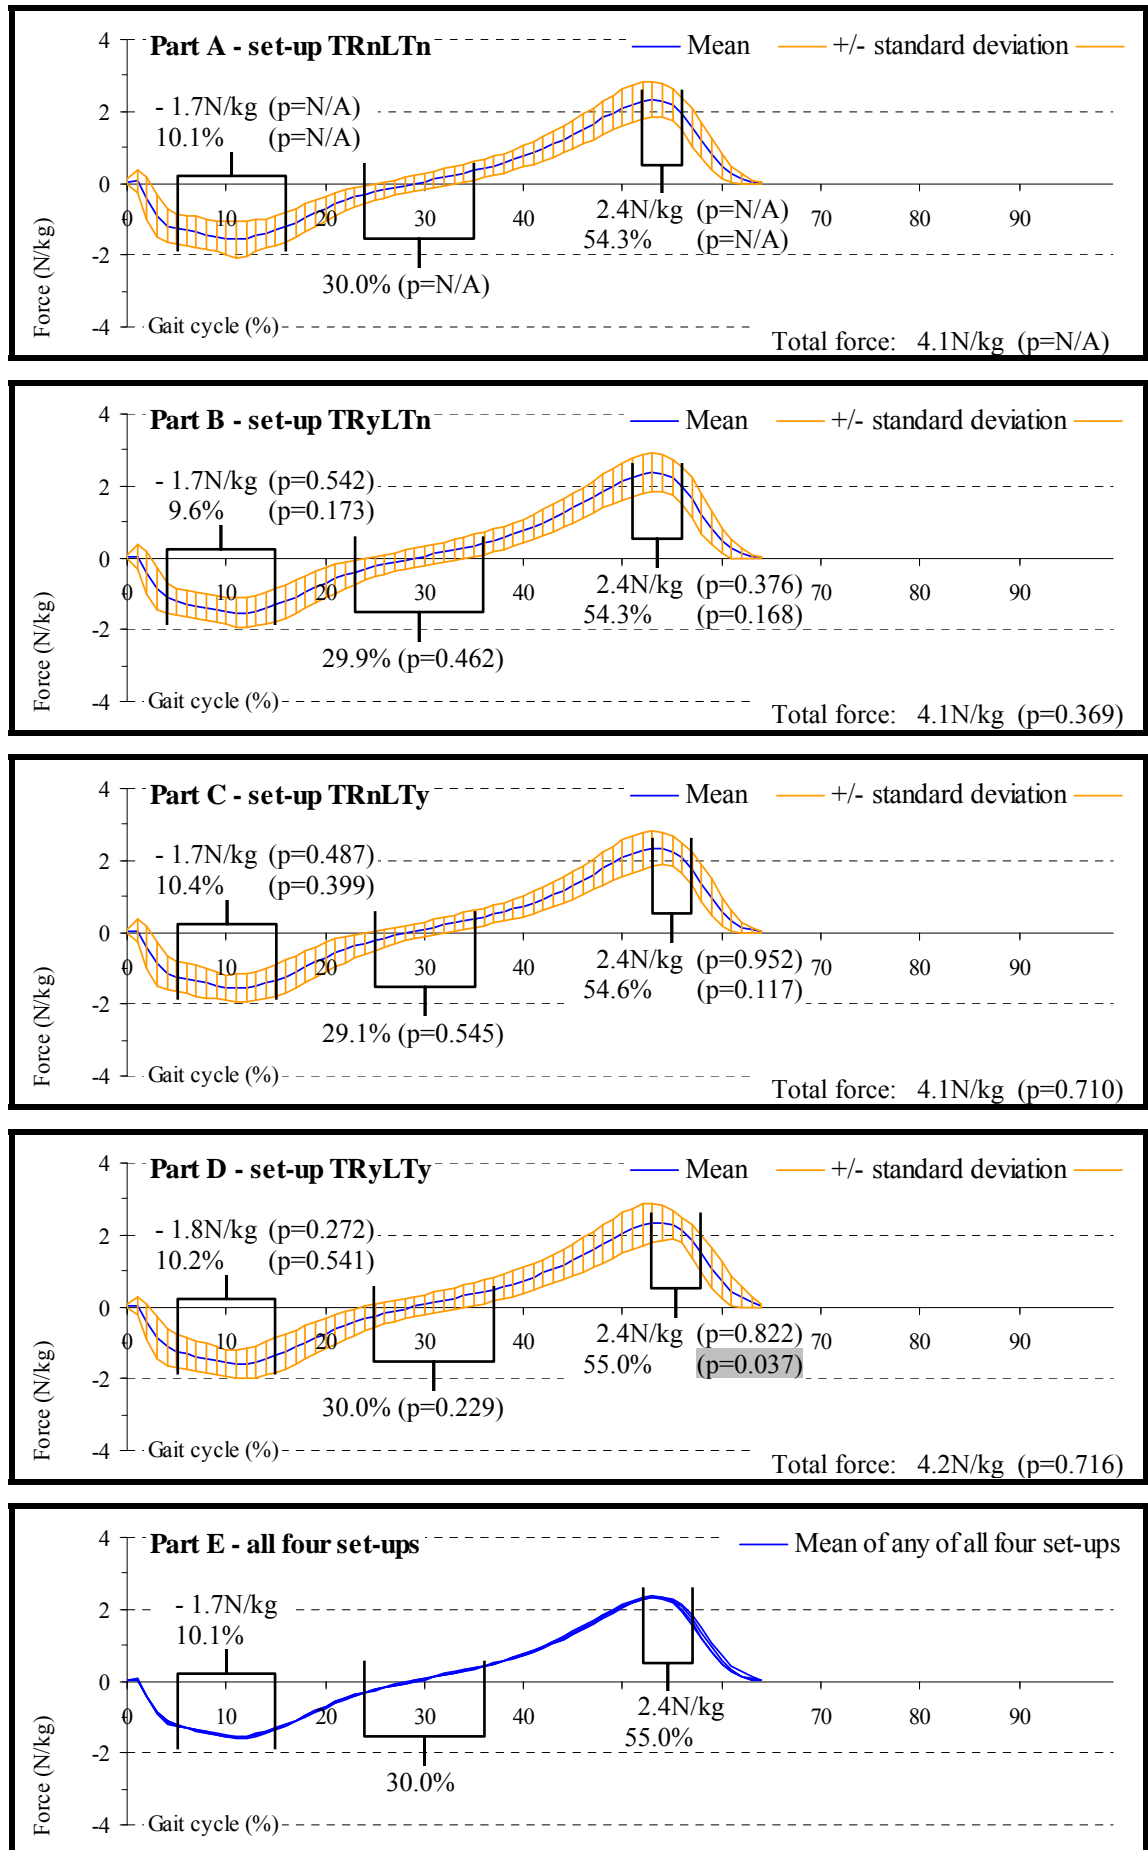 Part A - set-up TRnLTn
Mean
+/- standard deviation
Force (N/kg)
4
2
0
-2
-4
- 1.7N/kg (p=N/A)
10.1% (p=N/A)
0 10 20 30 40 70 80 90
2.4N/kg (p=N/A)
54.3% (p=N/A)
30.0% (p=N/A)
Gait cycle (%)
Total force: 4.1N/kg (p=N/A)
Part B - set-up TRyLTn
Mean
+/- standard deviation
Force (N/kg)
4
2
0
-2
-4
- 1.7N/kg (p=0.542)
9.6% (p=0.173)
0 10 20 30 40 70 80 90
2.4N/kg (p=0.376)
54.3% (p=0.168)
29.9% (p=0.462)
Gait cycle (%)
Total force: 4.1N/kg (p=0.369)
Part C - set-up TRnLTy
Mean
+/- standard deviation
Force (N/kg)
4
2
0
-2
-4
- 1.7N/kg (p=0.487)
10.4% (p=0.399)
0 10 20 30 40 70 80 90
2.4N/kg (p=0.952)
54.6% (p=0.117)
29.1% (p=0.545)
Gait cycle (%)
Total force: 4.1N/kg (p=0.710)
Part D - set-up TRyLTy
Mean
+/- standard deviation
Force (N/kg)
4
2
0
-2
-4
- 1.8N/kg (p=0.272)
10.2% (p=0.541)
0 10 20 30 40 70 80 90
2.4N/kg (p=0.822)
55.0% (p=0.037)
30.0% (p=0.229)
Gait cycle (%)
Total force: 4.2N/kg (p=0.716)
Part E - all four set-ups
Mean of any of all four set-ups
Force (N/kg)
4
2
0
-2
-4
- 1.7N/kg
10.1%
0 10 20 30 40 70 80 90
2.4N/kg
55.0%
30.0%
Gait cycle (%)